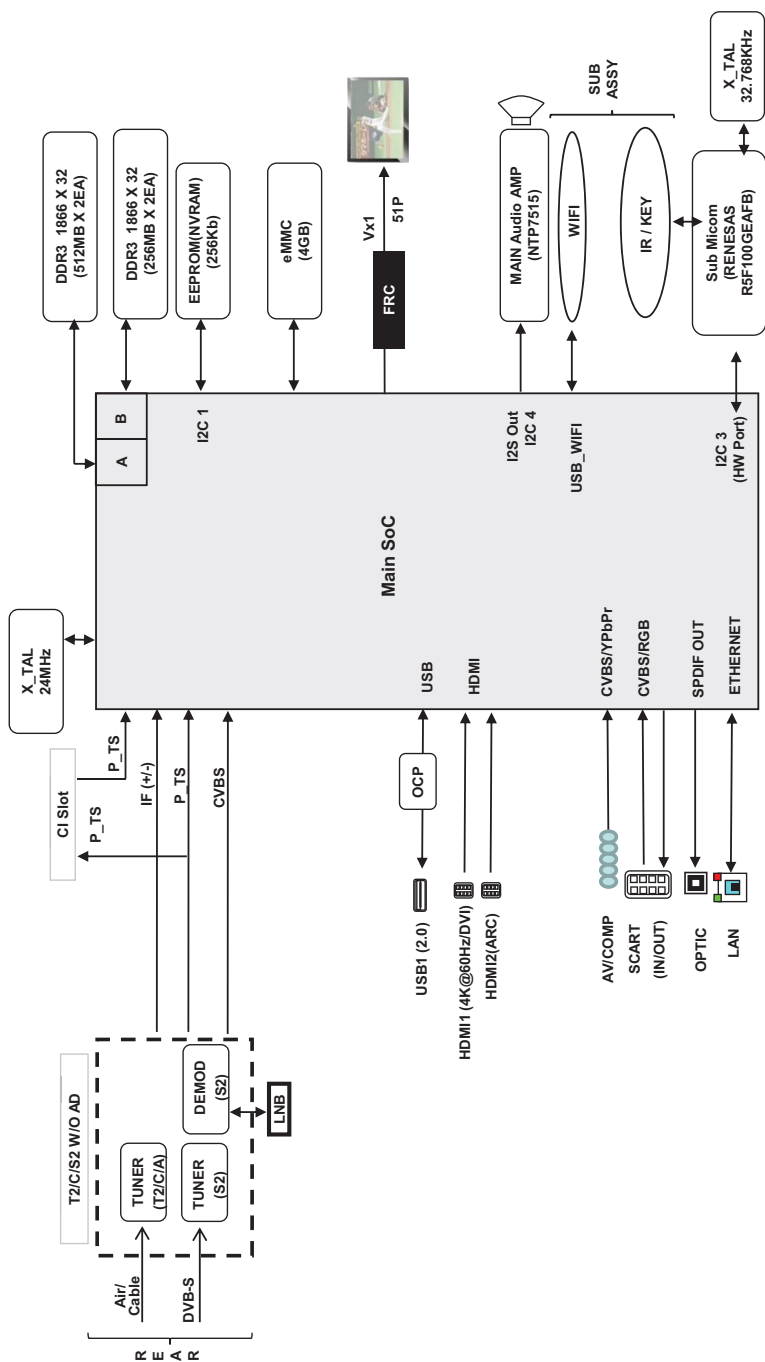 REAR
Air/
Cable
DVB-S
T2/C/S2 W/O AD
TUNER
(T2/C/A)
TUNER
(S2)
DEMOD
(S2)
LNB
CI Slot
P_TS
P_TS
IF (+/-)
P_TS
CVBS
X_TAL
24MHz
USB1 (2.0)
OCP
USB
HDMI1 (4K@60Hz/DVI)
HDMI2(ARC)
HDMI
AV/COMP
CVBS/YPbPr
SCART
(IN/OUT)
CVBS/RGB
OPTIC
SPDIF OUT
LAN
ETHERNET
Main SoC
A
B
DDR3 1866 X 32
(512MB X 2EA)
DDR3 1866 X 32
(256MB X 2EA)
I2C 1
EEPROM(NVRAM)
(256Kb)
eMMC
(4GB)
FRC
Vx1
51P
I2S Out
I2C 4
MAIN Audio AMP
(NTP7515)
USB_WIFI
WIFI
SUB
ASSY
IR / KEY
I2C 3
(HW Port)
Sub Micom
(RENESAS
R5F100GEAFB)
X_TAL
32.768KHz